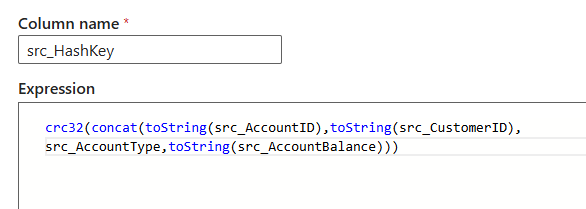 Column name *
src_HashKey
Expression
crc32(concat(toString(src_AccountID),toString(src_CustomerID),
src_AccountType,toString(src_AccountBalance)))